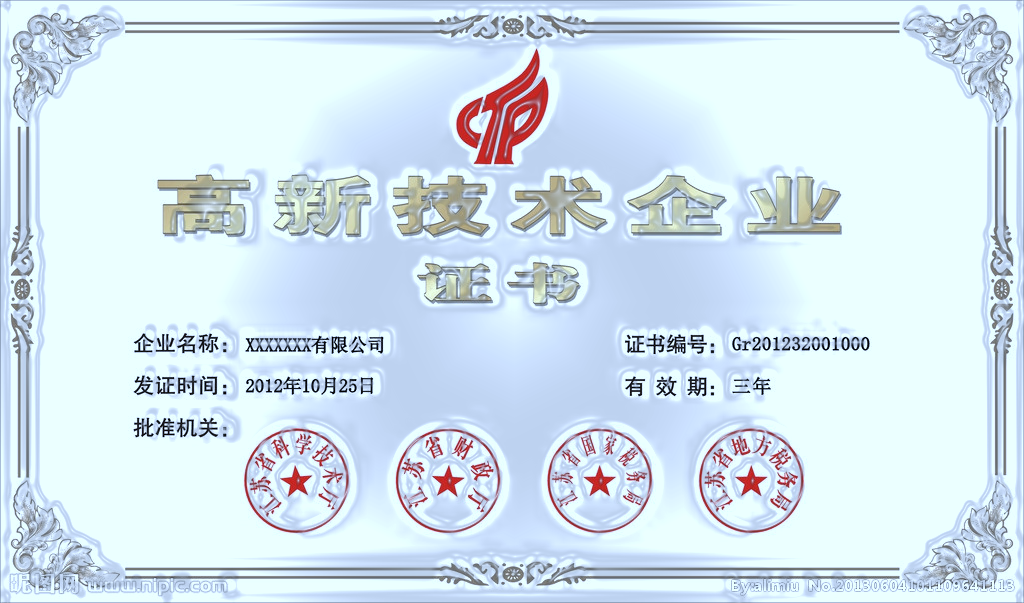 高新技术企业
证书
企业名称：XXXXXXX有限公司
证书编号：Gr201232001000
发证时间：2012年10月25日
有 效 期：三年
批准机关：
江苏省科学技术厅
江苏省财政厅
江苏省国家税务局
江苏省地方税务局
昵图网 www.nipic.com
By:alimiu No.20130604101109641113